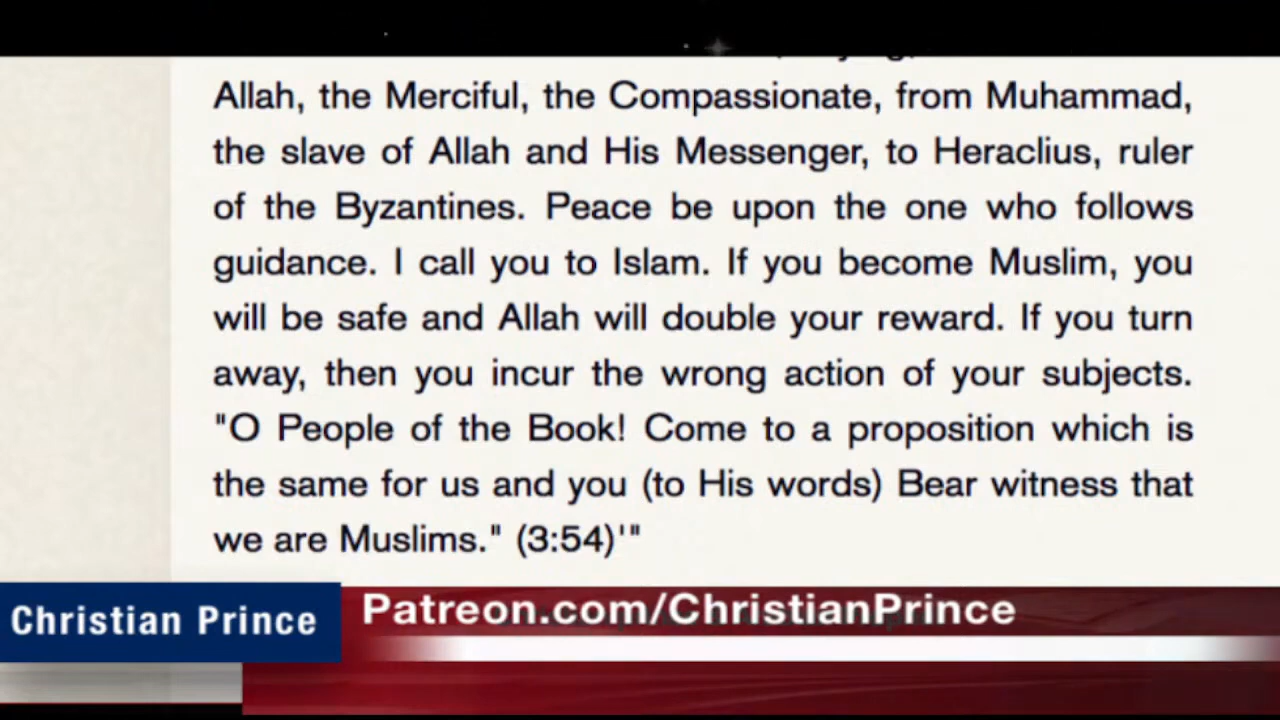 Allah, the Merciful, the Compassionate, from Muhammad,
the slave of Allah and His Messenger, to Heraclius, ruler
of the Byzantines. Peace be upon the one who follows
guidance. I call you to Islam. If you become Muslim, you
will be safe and Allah will double your reward. If you turn
away, then you incur the wrong action of your subjects.
"O People of the Book! Come to a proposition which is
the same for us and you (to His words) Bear witness that
we are Muslims." (3:54)'"
Christian Prince
Patreon.com/ChristianPrince